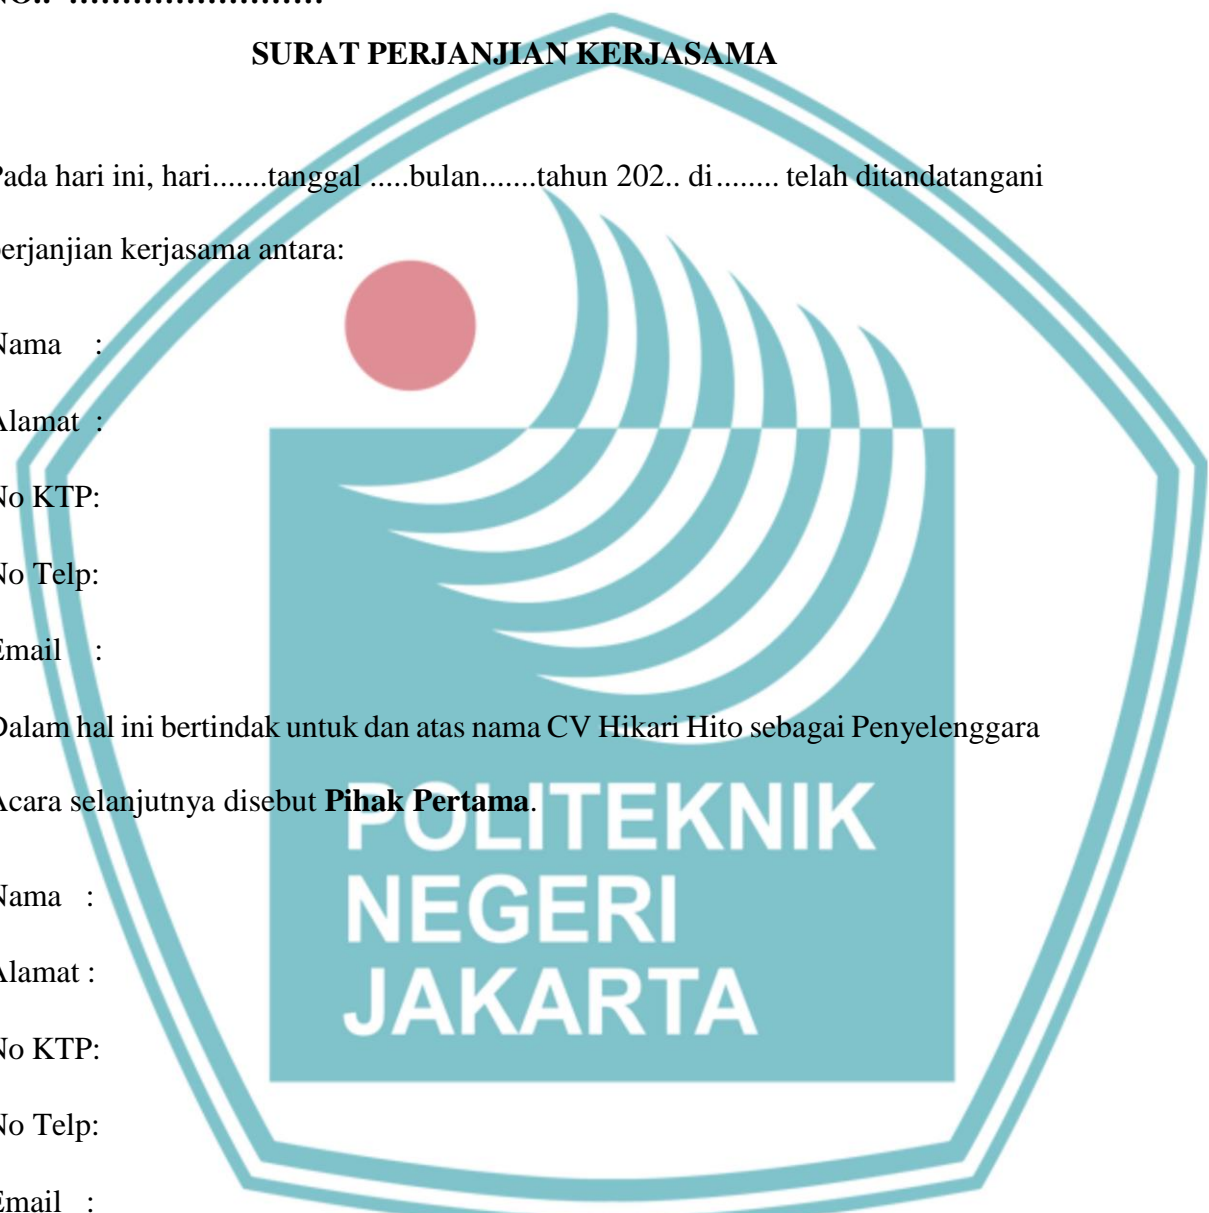 NO.: ..........................
SURAT PERJANJIAN KERJASAMA
Pada hari ini, hari.......tanggal .....bulan.......tahun 202.. di........ telah ditandatangani
perjanjian kerjasama antara:
Nama :
Alamat :
No KTP:
No Telp:
Email :
Dalam hal ini bertindak untuk dan atas nama CV Hikari Hito sebagai Penyelenggara
Acara selanjutnya disebut Pihak Pertama.
POLITEKNIK
NEGERI
JAKARTA
Nama :
Alamat :
No KTP:
No Telp:
Email :